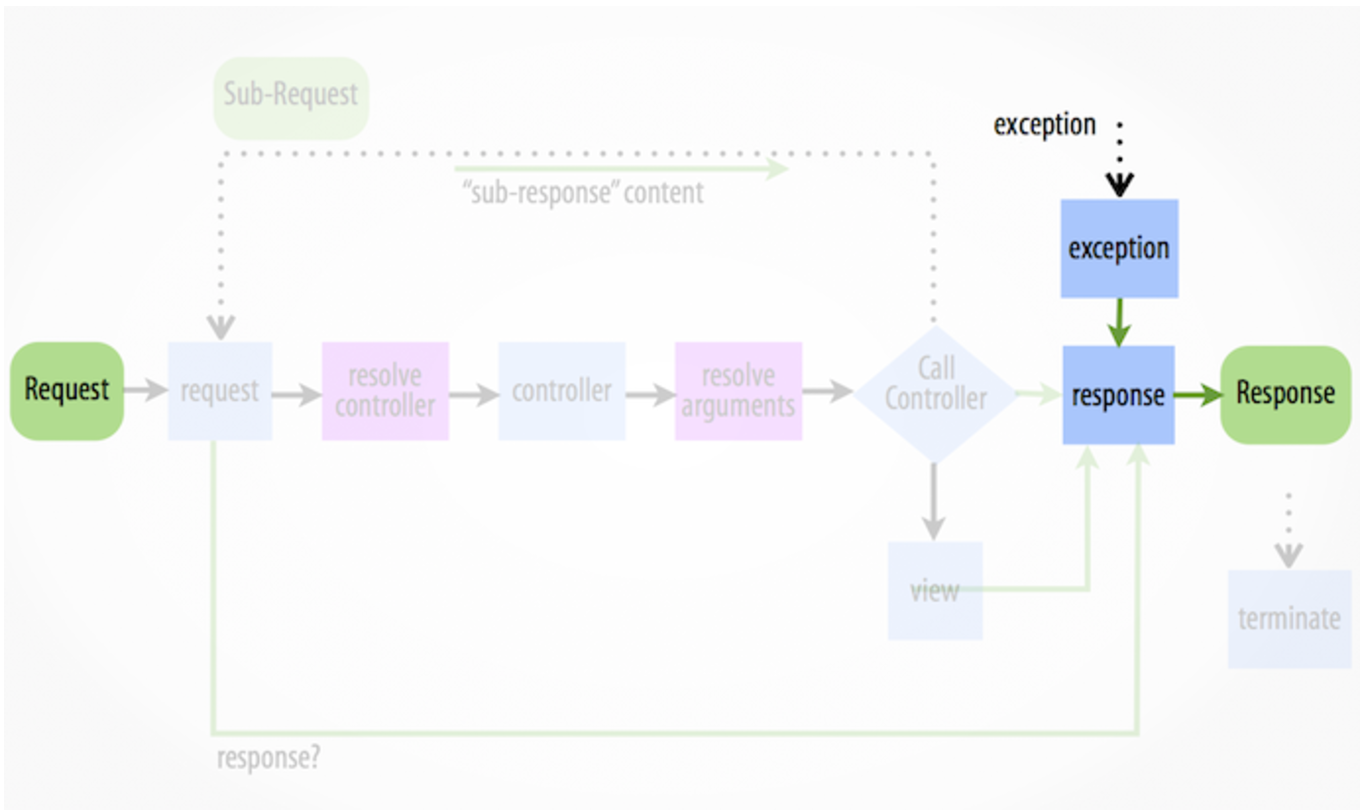 Sub-Request
exception
“sub-response” content
exception
Request
request
resolve
controller
controller
resolve
arguments
Call
Controller
response
Response
view
terminate
response?